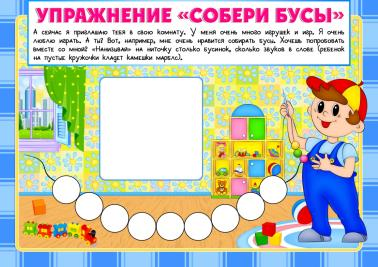 УПРАЖНЕНИЕ «СОБЕРИ БУСЫ»
А сейчас я приглашаю тебя в свою комнату. У меня очень много игрушек и игр. Я очень
люблю играть. А ты? Вот, например, мне очень нравится собирать бусы. Хочешь попробовать
вместе со мной? «Нанизывай» на ниточку столько бусинок, сколько звуков в слове (ребенок
на пустые кружочки кладет камешки марблс).